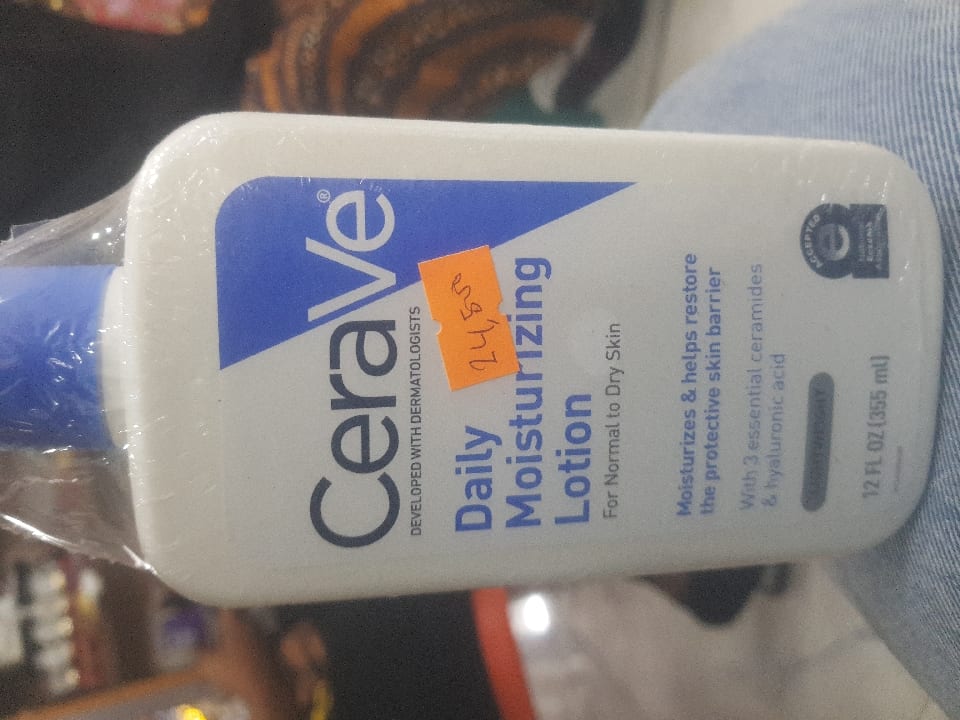 CeraVe®
DEVELOPED WITH DERMATOLOGISTS
24,500
Daily
Moisturizing
Lotion
For Normal to Dry Skin
Moisturizes & helps restore
the protective skin barrier
With 3 essential ceramides
& hyaluronic acid
ACCEPTED
e
12 FL OZ (355 ml)